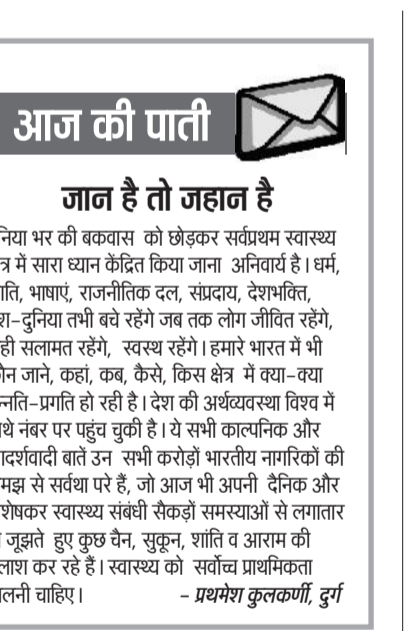 आज की पाती
जान है तो जहान है
निया भर की बकवास को छोड़कर सर्वप्रथम स्वास्थ्य
त्र में सारा ध्यान केंद्रित किया जाना अनिवार्य है। धर्म,
ाति, भाषाएं, राजनीतिक दल, संप्रदाय, देशभक्ति,
श-दुनिया तभी बचे रहेंगे जब तक लोग जीवित रहेंगे,
ही सलामत रहेंगे, स्वस्थ रहेंगे। हमारे भारत में भी
ौन जाने, कहां, कब, कैसे, किस क्षेत्र में क्या-क्या
न्नति-प्रगति हो रही है। देश की अर्थव्यवस्था विश्व में
थे नंबर पर पहुंच चुकी है। ये सभी काल्पनिक और
ादर्शवादी बातें उन सभी करोड़ों भारतीय नागरिकों की
मझ से सर्वथा परे हैं, जो आज भी अपनी दैनिक और
शेषकर स्वास्थ्य संबंधी सैकड़ों समस्याओं से लगातार
जूझते हुए कुछ चैन, सुकून, शांति व आराम की
लाश कर रहे हैं। स्वास्थ्य को सर्वोच्च प्राथमिकता
लनी चाहिए। - प्रथमेश कुलकर्णी, दुर्ग